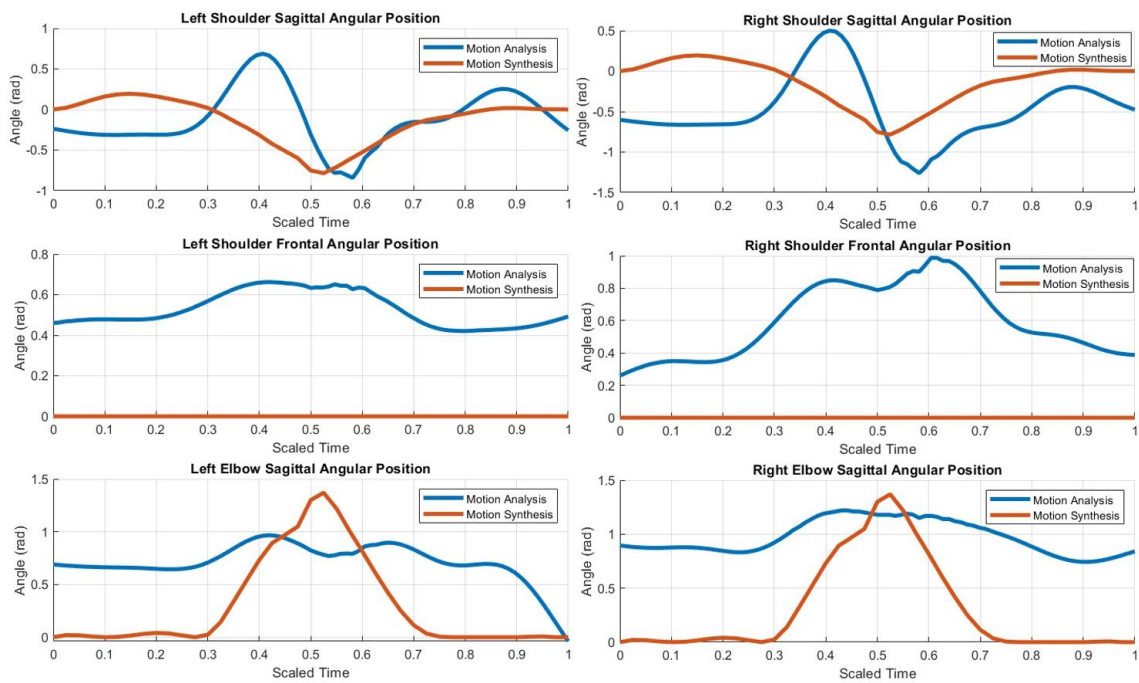 Left Shoulder Sagittal Angular Position
1
0.5
0
-0.5
-1
Angle (rad)
0 0.1 0.2 0.3 0.4 0.5 0.6 0.7 0.8 0.9 1
Scaled Time
Motion Analysis
Motion Synthesis
Right Shoulder Sagittal Angular Position
0.5
0
-0.5
-1
-1.5
Angle (rad)
0 0.1 0.2 0.3 0.4 0.5 0.6 0.7 0.8 0.9 1
Scaled Time
Motion Analysis
Motion Synthesis
Left Shoulder Frontal Angular Position
0.8
0.6
0.4
0.2
0
Angle (rad)
0 0.1 0.2 0.3 0.4 0.5 0.6 0.7 0.8 0.9 1
Scaled Time
Motion Analysis
Motion Synthesis
Right Shoulder Frontal Angular Position
1
0.8
0.6
0.4
0.2
0
Angle (rad)
0 0.1 0.2 0.3 0.4 0.5 0.6 0.7 0.8 0.9 1
Scaled Time
Motion Analysis
Motion Synthesis
Left Elbow Sagittal Angular Position
1.5
1
0.5
0
Angle (rad)
0 0.1 0.2 0.3 0.4 0.5 0.6 0.7 0.8 0.9 1
Scaled Time
Motion Analysis
Motion Synthesis
Right Elbow Sagittal Angular Position
1.5
1
0.5
0
Angle (rad)
0 0.1 0.2 0.3 0.4 0.5 0.6 0.7 0.8 0.9 1
Scaled Time
Motion Analysis
Motion Synthesis